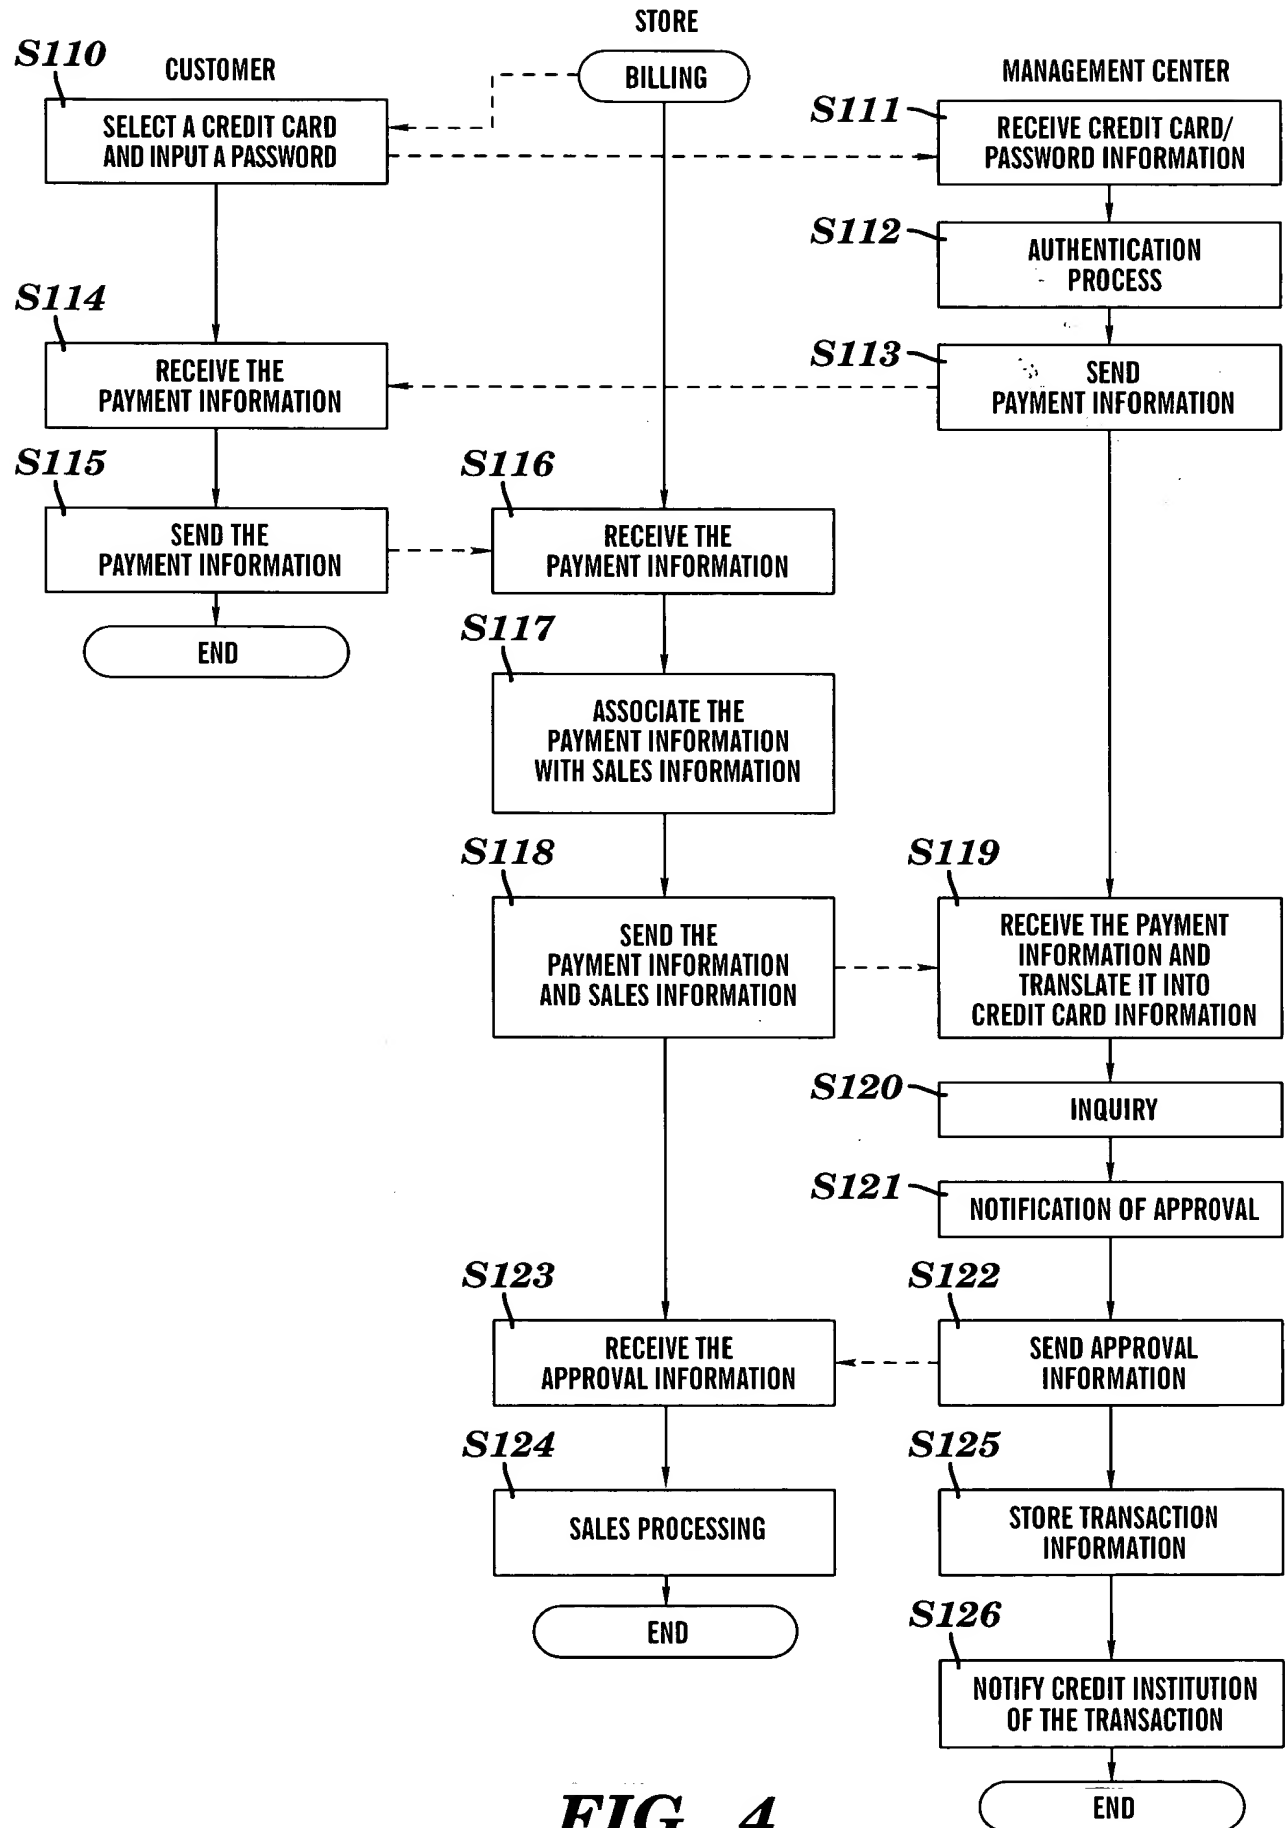 STORE
S110
CUSTOMER
BILLING
MANAGEMENT CENTER
SELECT A CREDIT CARD
AND INPUT A PASSWORD
S111
RECEIVE CREDIT CARD/
PASSWORD INFORMATION
S112
AUTHENTICATION
PROCESS
S114
RECEIVE THE
PAYMENT INFORMATION
S113
SEND
PAYMENT INFORMATION
S115
SEND THE
PAYMENT INFORMATION
S116
RECEIVE THE
PAYMENT INFORMATION
END
S117
ASSOCIATE THE
PAYMENT INFORMATION
WITH SALES INFORMATION
S118
SEND THE
PAYMENT INFORMATION
AND SALES INFORMATION
S119
RECEIVE THE PAYMENT
INFORMATION AND
TRANSLATE IT INTO
CREDIT CARD INFORMATION
S120
INQUIRY
S121
NOTIFICATION OF APPROVAL
S123
RECEIVE THE
APPROVAL INFORMATION
S122
SEND APPROVAL
INFORMATION
S124
SALES PROCESSING
S125
STORE TRANSACTION
INFORMATION
END
S126
NOTIFY CREDIT INSTITUTION
OF THE TRANSACTION
END
FIG_4